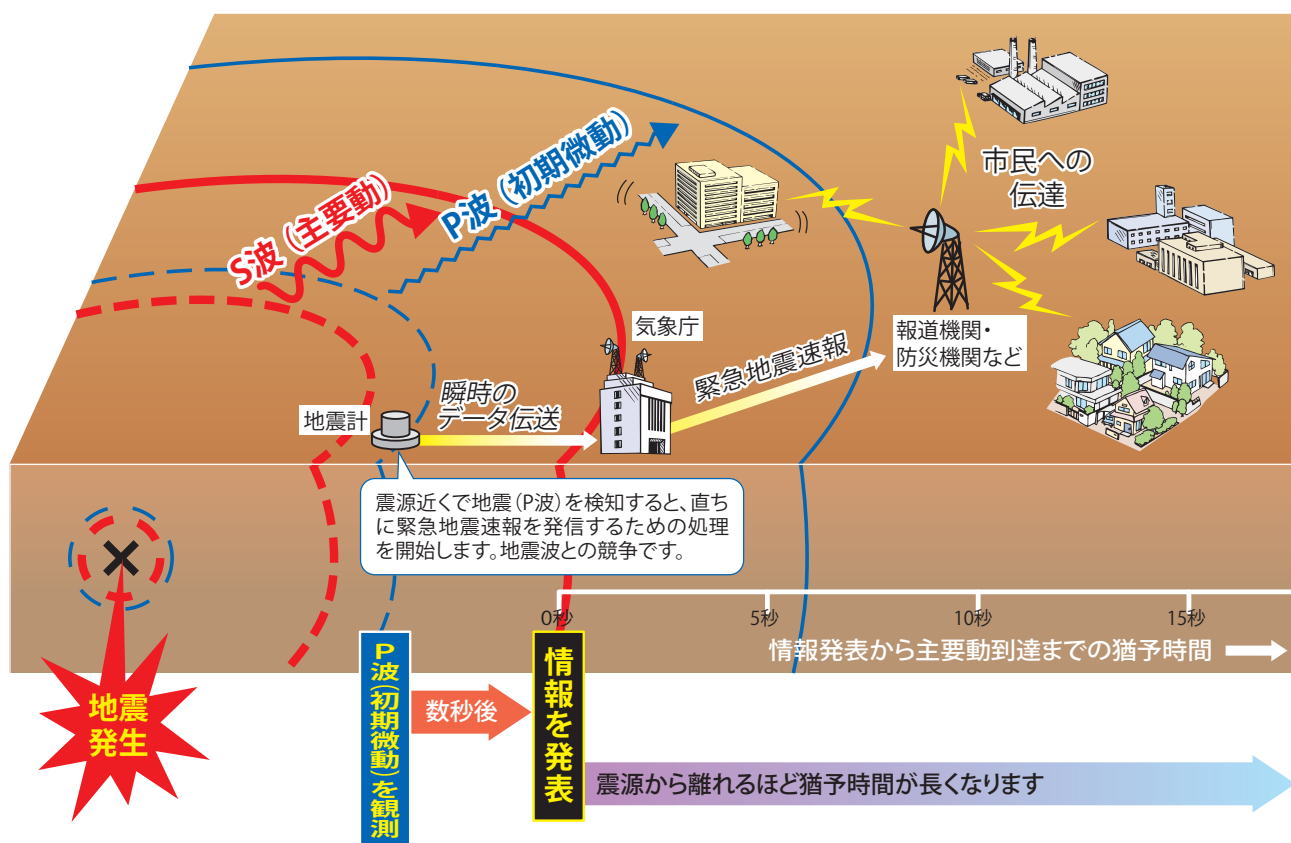 S波（主要動）
P波（初期微動）
市民への
伝達
気象庁
報道機関・
防災機関など
緊急地震速報
瞬時の
データ伝送
地震計
震源近くで地震（P波）を検知すると、直ち
に緊急地震速報を発信するための処理
を開始します。地震波との競争です。
0秒
5秒
10秒
15秒
情報発表から主要動到達までの猶予時間
地震
発生
P波（初期微動）を観測
数秒後
情報を発表
震源から離れるほど猶予時間が長くなります